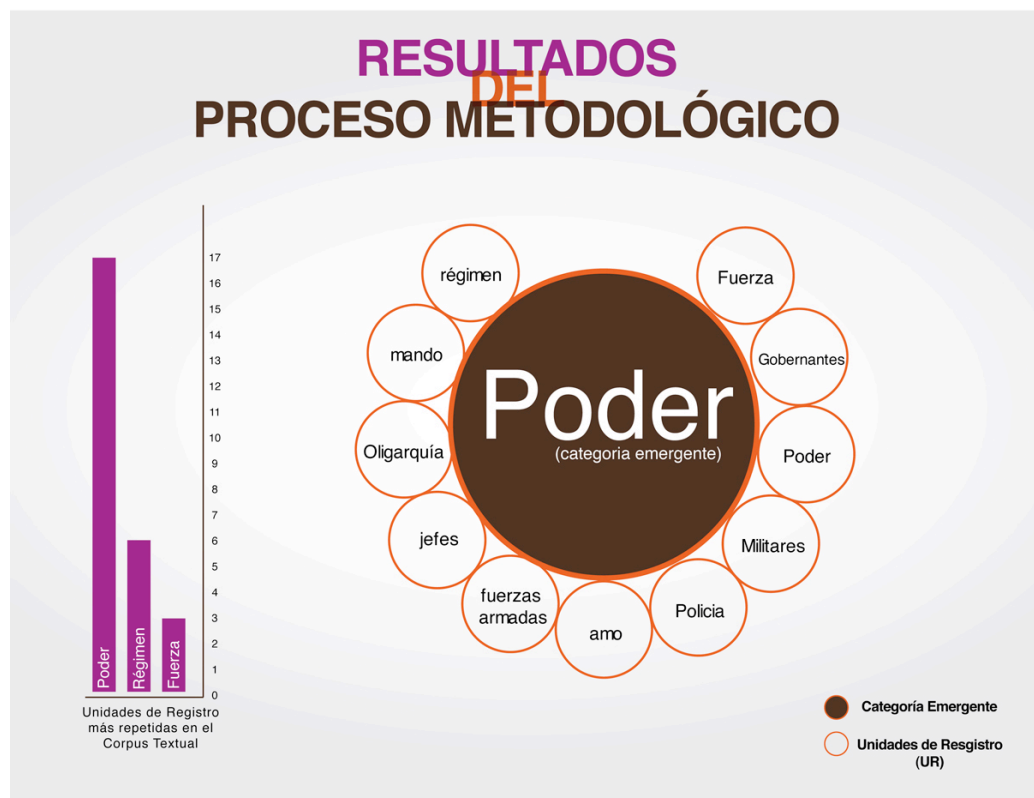 RESULTADOS
DEL
PROCESO METODOLÓGICO
17
16
15
14
13
12
11
10
9
8
7
6
5
4
3
2
1
0
Poder
Régimen
Fuerza
Unidades de Registro
más repetidas en el
Corpus Textual
régimen
mando
Oligarquía
jefes
fuerzas
armadas
amo
Policia
Militares
Poder
Gobernantes
Fuerza
Poder
(categoria emergente)
Categoría Emergente
Unidades de Resgistro
(UR)